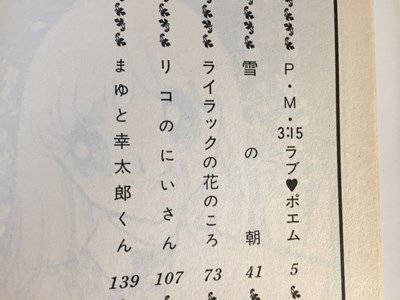 P・M・3:15ラブ♥ポエム 5
雪の朝 41
ライラックの花のころ 73
リコのにいさん 107
まゆと幸太郎くん 139